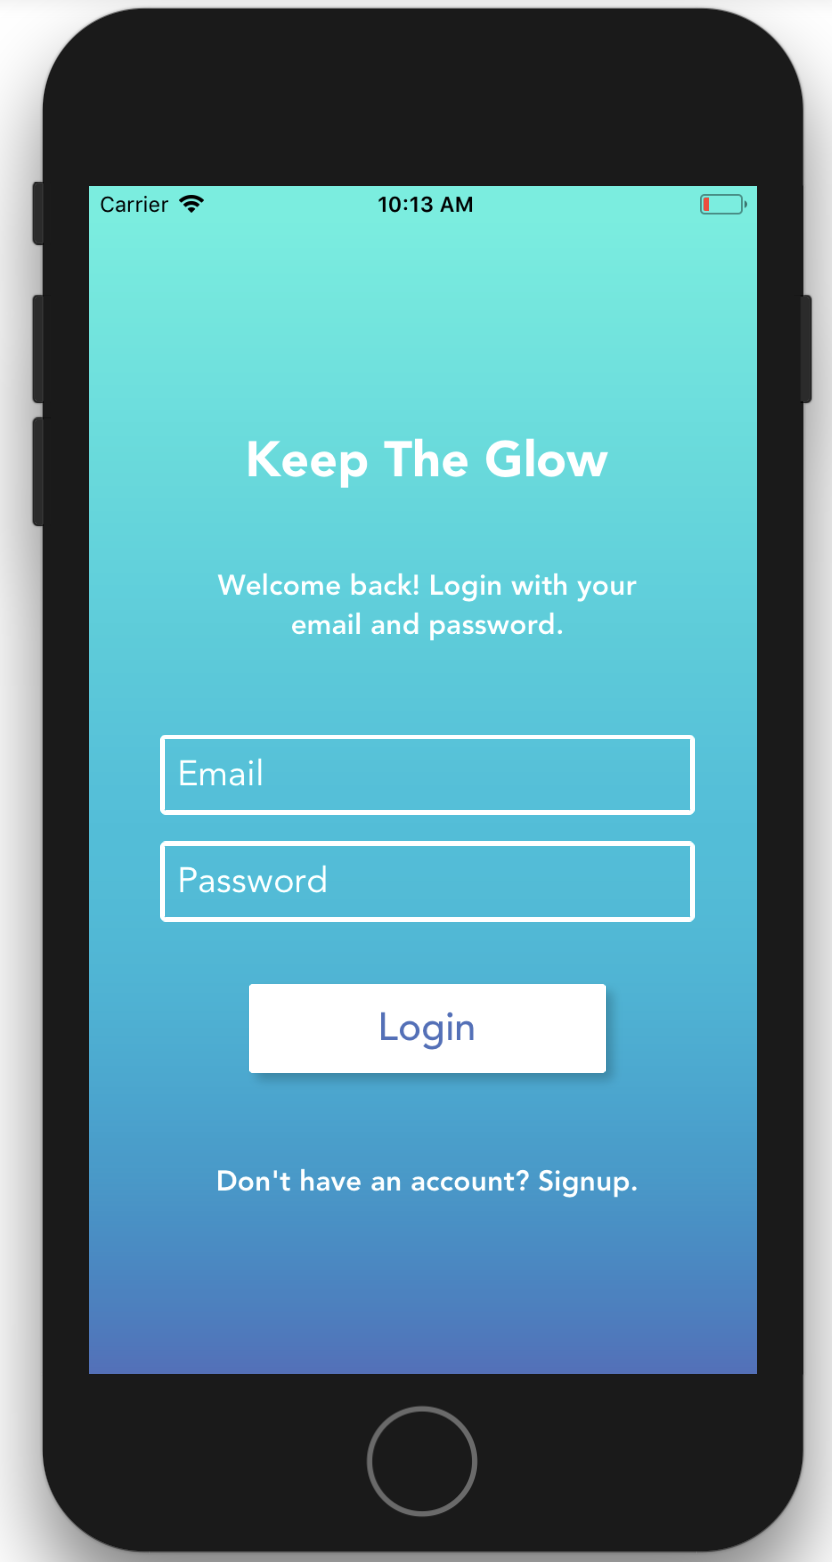 Carrier 10:13 AM
Keep The Glow
Welcome back! Login with your
email and password.
Email
Password
Login
Don't have an account? Signup.